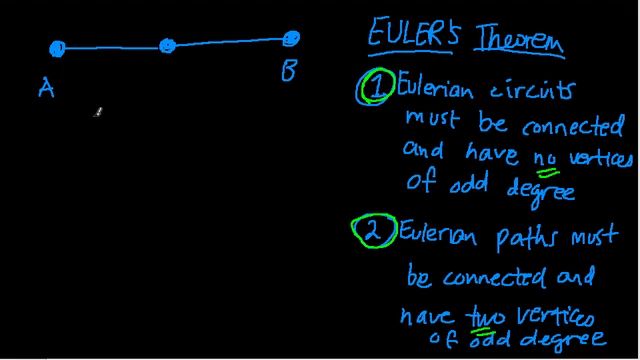 A
B
EULER'S Theorem
1 Eulerian circuits
must be connected
and have no vertices
of odd degree
2 Eulerian paths must
be connected and
have two vertices
of odd degree